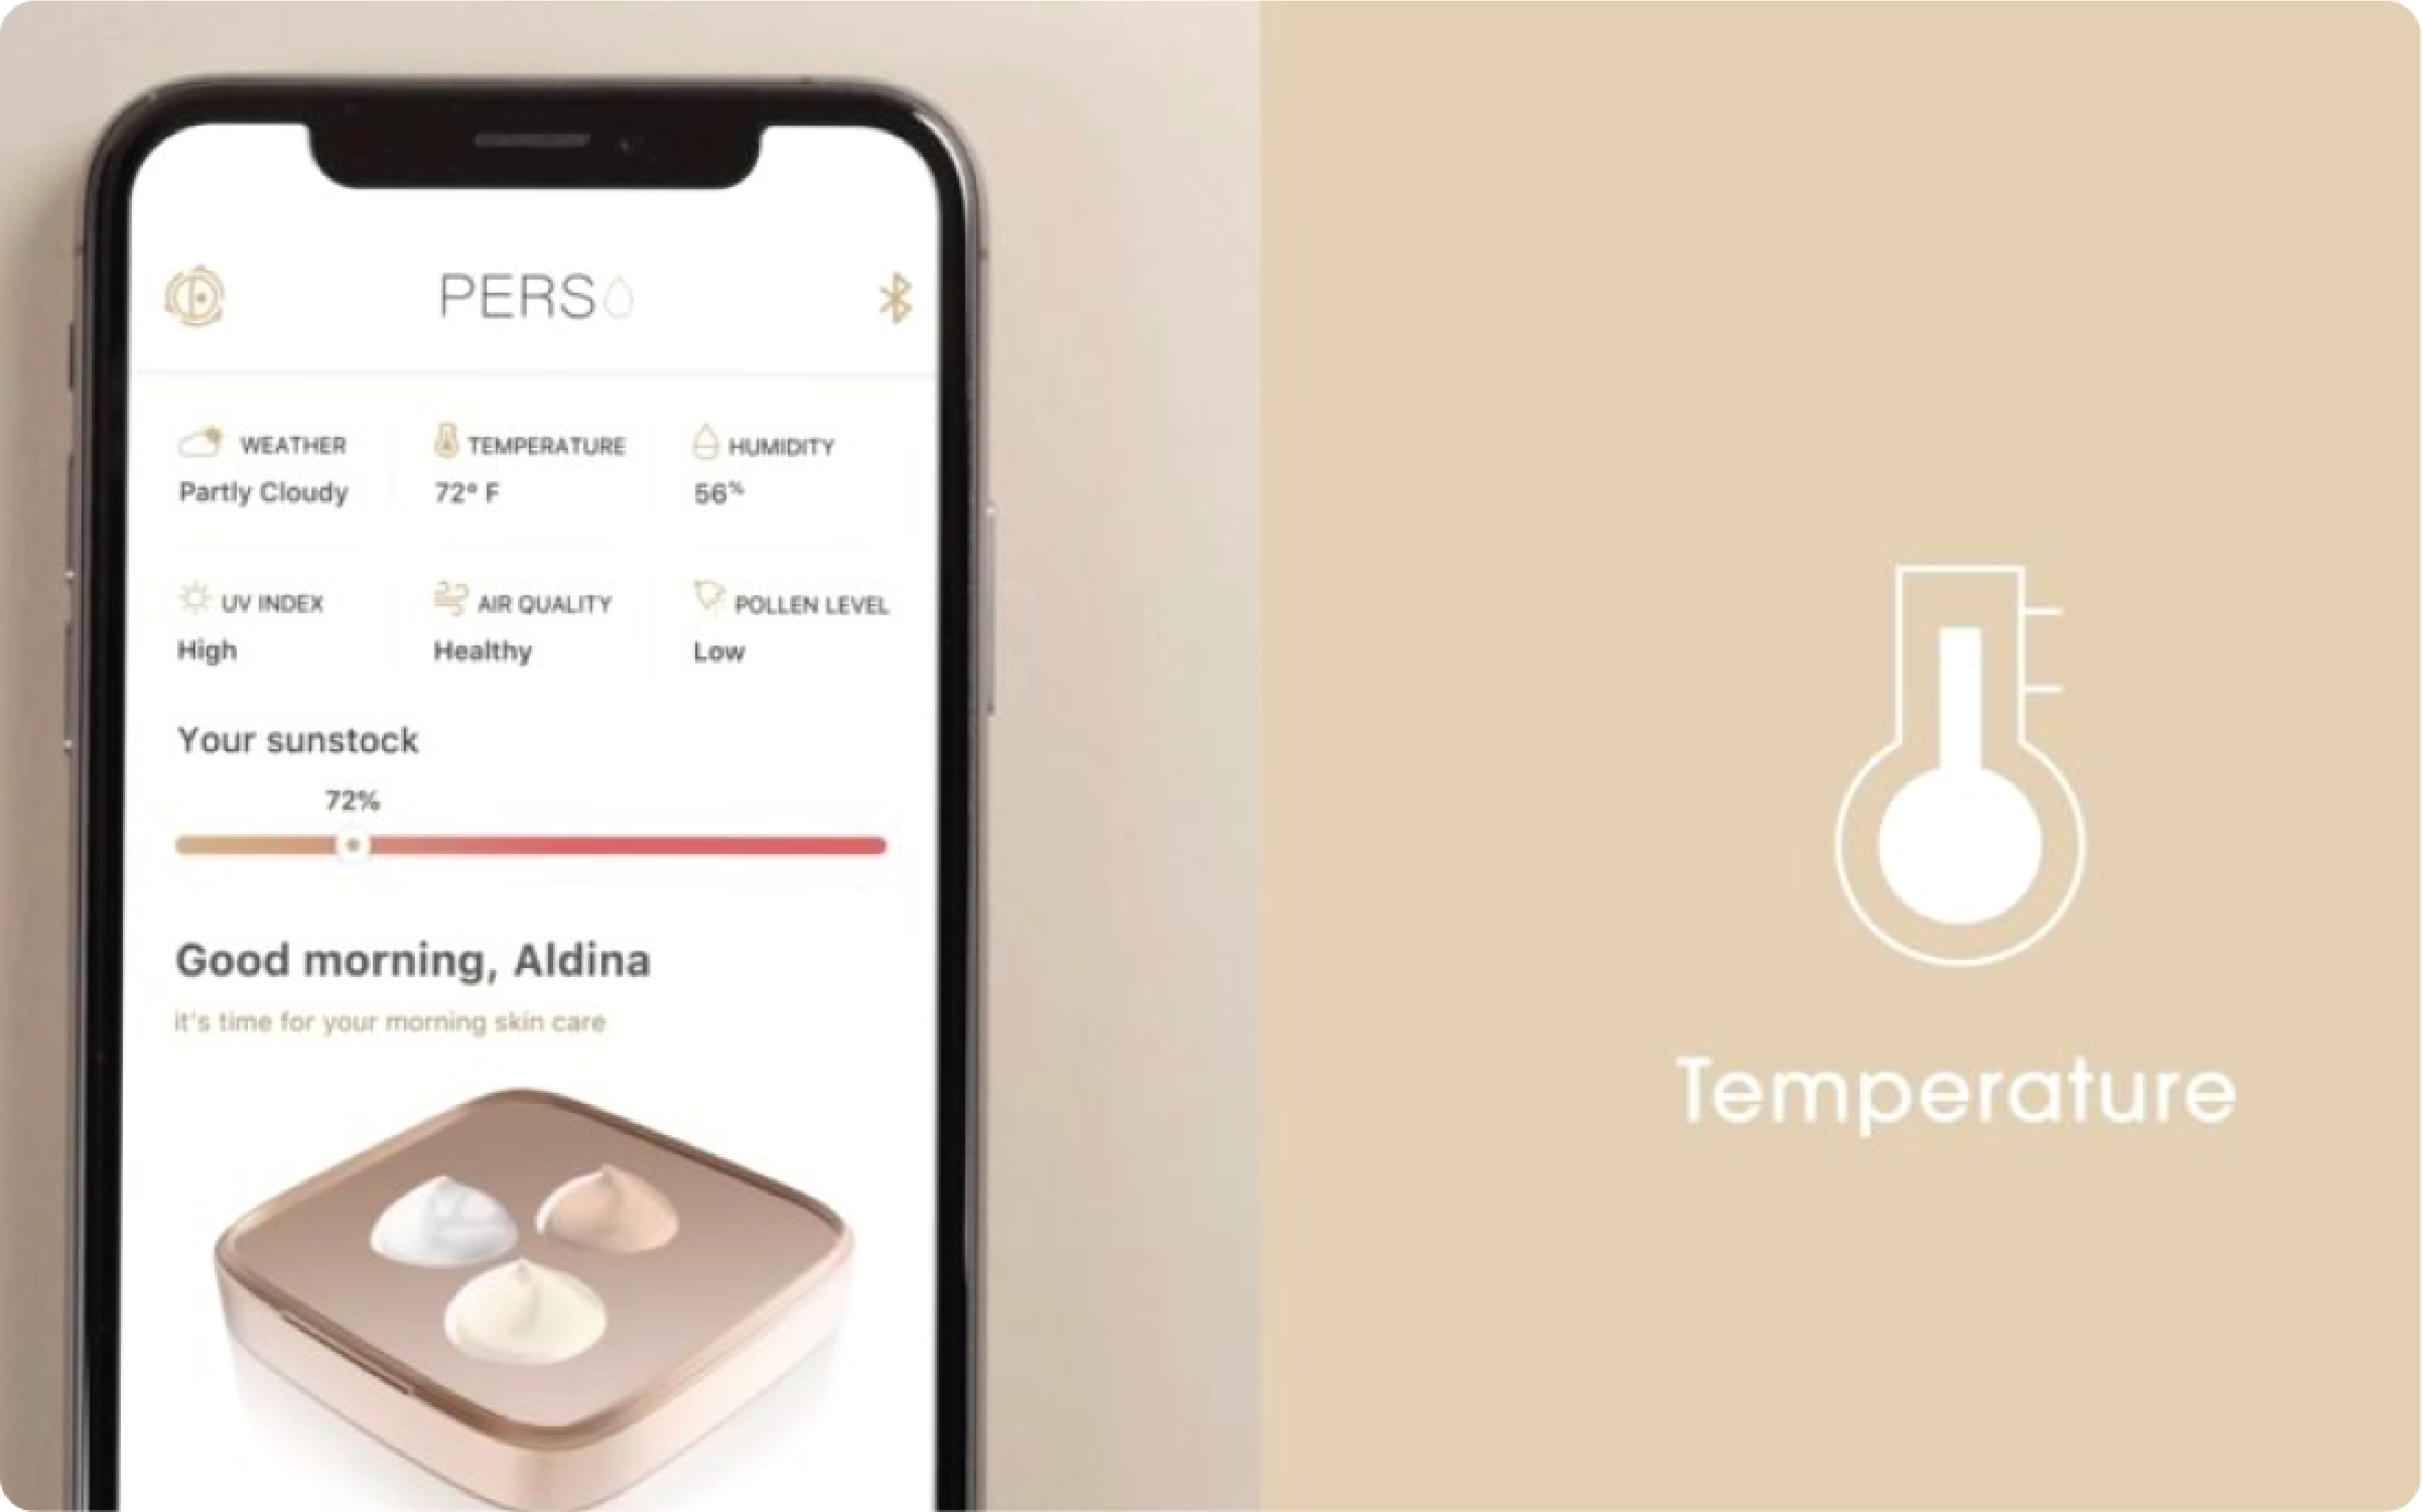 PERSO
WEATHER
Partly Cloudy
TEMPERATURE
72° F
HUMIDITY
56%
UV INDEX
High
AIR QUALITY
Healthy
POLLEN LEVEL
Low
Your sunstock
72%
Good morning, Aldina
it's time for your morning skin care
Temperature